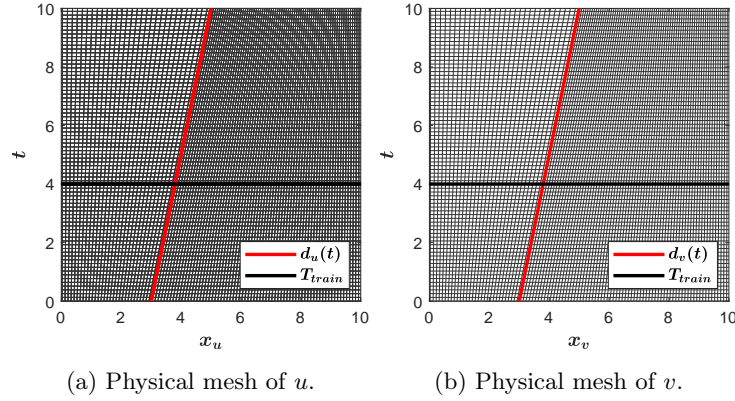 10
8
6
4
2
0
t
d_u(t)
T_train
0 2 4 6 8 10
x_u
(a) Physical mesh of u.
10
8
6
4
2
0
t
d_v(t)
T_train
0 2 4 6 8 10
x_v
(b) Physical mesh of v.